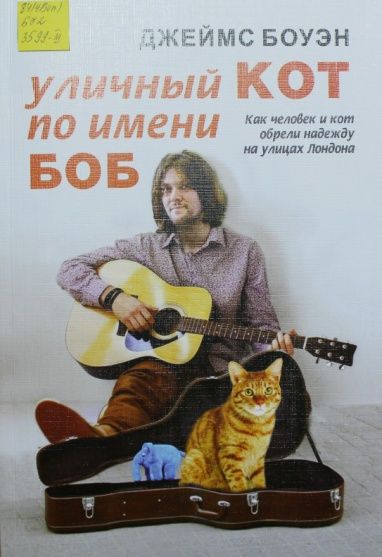 ДЖЕЙМС БОУЭН
УЛИЧНЫЙ КОТ
ПО ИМЕНИ
БОБ
Как человек и кот
обрели надежду
на улицах Лондона